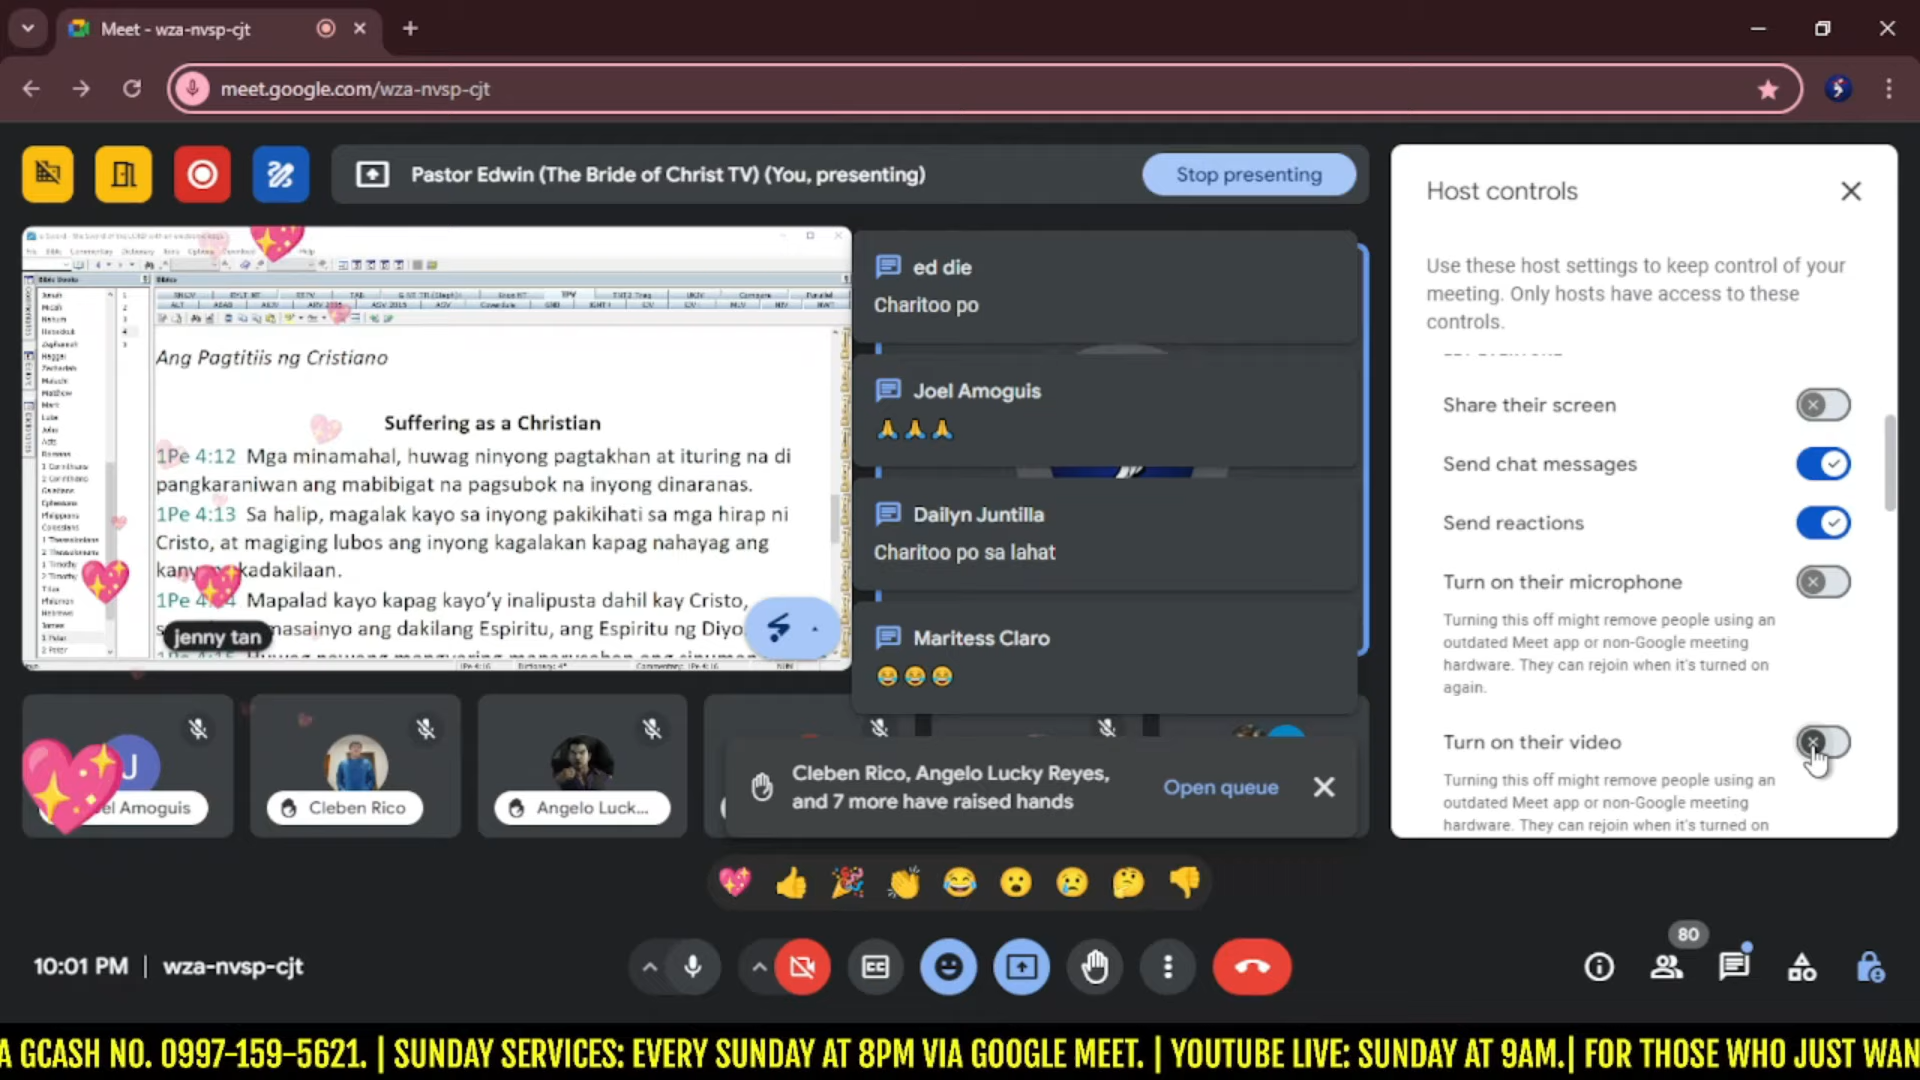 Meet - wza-nvsp-cjt
meet.google.com/wza-nvsp-cjt
Pastor Edwin (The Bride of Christ TV) (You, presenting)
Stop presenting
Ang Pagtitiis ng Cristiano
Suffering as a Christian
1Pe 4:12 Mga minamahal, huwag ninyong pagtakhan at ituring na di
pangkaraniwan ang mabibigat na pagsubok na inyong dinaranas.
1Pe 4:13 Sa halip, magalak kayo sa inyong pakikihati sa mga hirap ni
Cristo, at magiging lubos ang inyong kagalakan kapag nahayag ang
kadakilaan.
Mapalad kayo kapag kayo'y inalipusta dahil kay Cristo,
masainyo ang dakilang Espiritu, ang Espiritu ng Diyo
jenny tan
ed die
Charitoo po
Joel Amoguis
🙏🙏🙏
Dailyn Juntilla
Charitoo po sa lahat
Maritess Claro
😂😂😂
Host controls
Use these host settings to keep control of your
meeting. Only hosts have access to these
controls.
Share their screen
Send chat messages
Send reactions
Turn on their microphone
Turning this off might remove people using an
outdated Meet app or non-Google meeting
hardware. They can rejoin when it's turned on
again.
Turn on their video
Turning this off might remove people using an
outdated Meet app or non-Google meeting
hardware. They can rejoin when it's turned on
J
el Amoguis
Cleben Rico
Angelo Luck...
Cleben Rico, Angelo Lucky Reyes,
and 7 more have raised hands
Open queue
10:01 PM | wza-nvsp-cjt
80
A GCASH NO. 0997-159-5621. | SUNDAY SERVICES: EVERY SUNDAY AT 8PM VIA GOOGLE MEET. | YOUTUBE LIVE: SUNDAY AT 9AM.| FOR THOSE WHO JUST WAN